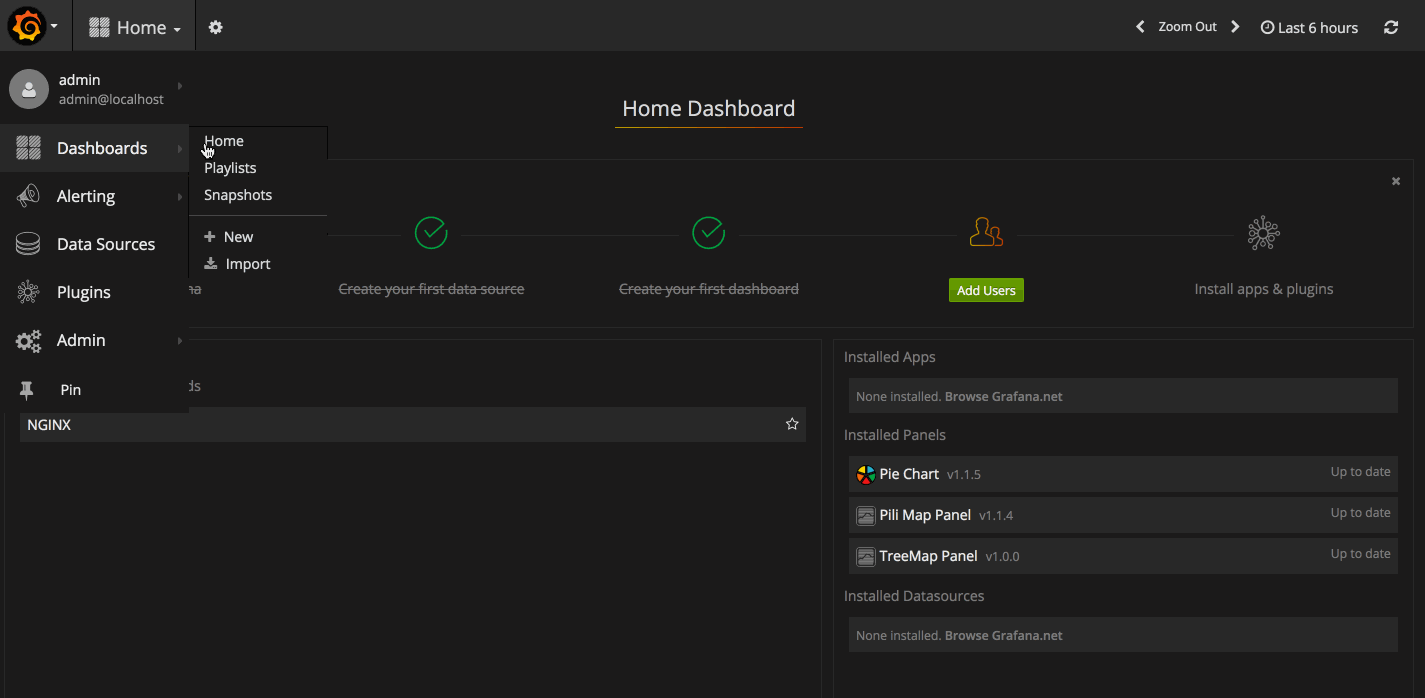 Home
Zoom Out
Last 6 hours
admin
admin@localhost
Home Dashboard
Dashboards
Home
Playlists
Snapshots
New
Import
Alerting
Data Sources
Plugins
Admin
Pin
na
Create your first data source
Create your first dashboard
Add Users
Install apps & plugins
ds
NGINX
Installed Apps
None installed. Browse Grafana.net
Installed Panels
Pie Chart v1.1.5 Up to date
Pili Map Panel v1.1.4 Up to date
TreeMap Panel v1.0.0 Up to date
Installed Datasources
None installed. Browse Grafana.net